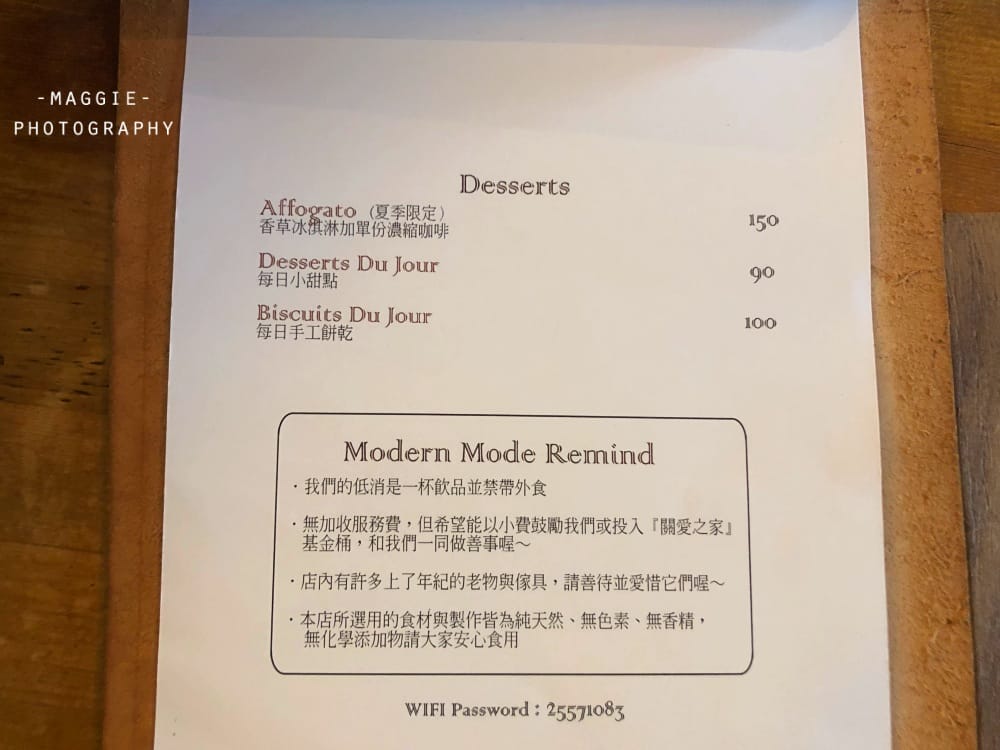 -MAGGIE-
PHOTOGRAPHY
Desserts
Affogato (夏季限定) 150
香草冰淇淋加單份濃縮咖啡
Desserts Du Jour 90
每日小甜點
Biscuits Du Jour 100
每日手工餅乾
Modern Mode Remind
・我們的低消是一杯飲品並禁帶外食
・無加收服務費，但希望能以小費鼓勵我們或投入『關愛之家』
基金桶，和我們一同做善事喔～
・店內有許多上了年紀的老物與傢具，請善待並愛惜它們喔～
・本店所選用的食材與製作皆為純天然、無色素、無香精，
無化學添加物請大家安心食用
WIFI Password：25571083